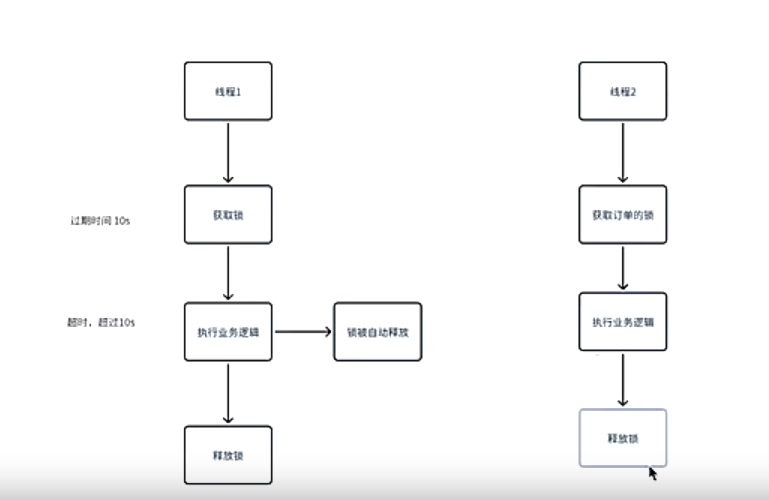 线程1
线程2
过期时间 10s
获取锁
获取订单的锁
超时，超过10s
执行业务逻辑
锁被自动释放
执行业务逻辑
释放锁
释放锁